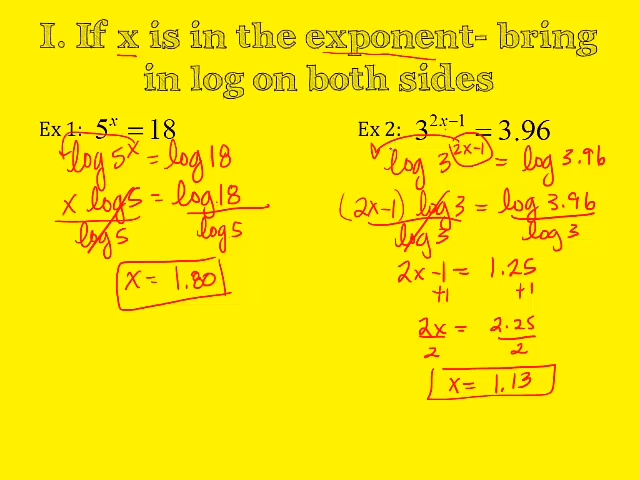 I. If x is in the exponent- bring
in log on both sides
Ex 1: 5^x = 18
log 5^x = log 18
x log 5 = log 18
log 5 log 5
x = 1.80
Ex 2: 3^(2x-1) = 3.96
log 3^(2x-1) = log 3.96
(2x-1) log 3 = log 3.96
log 3 log 3
2x-1 = 1.25
+1 +1
2x = 2.25
2 2
x = 1.13